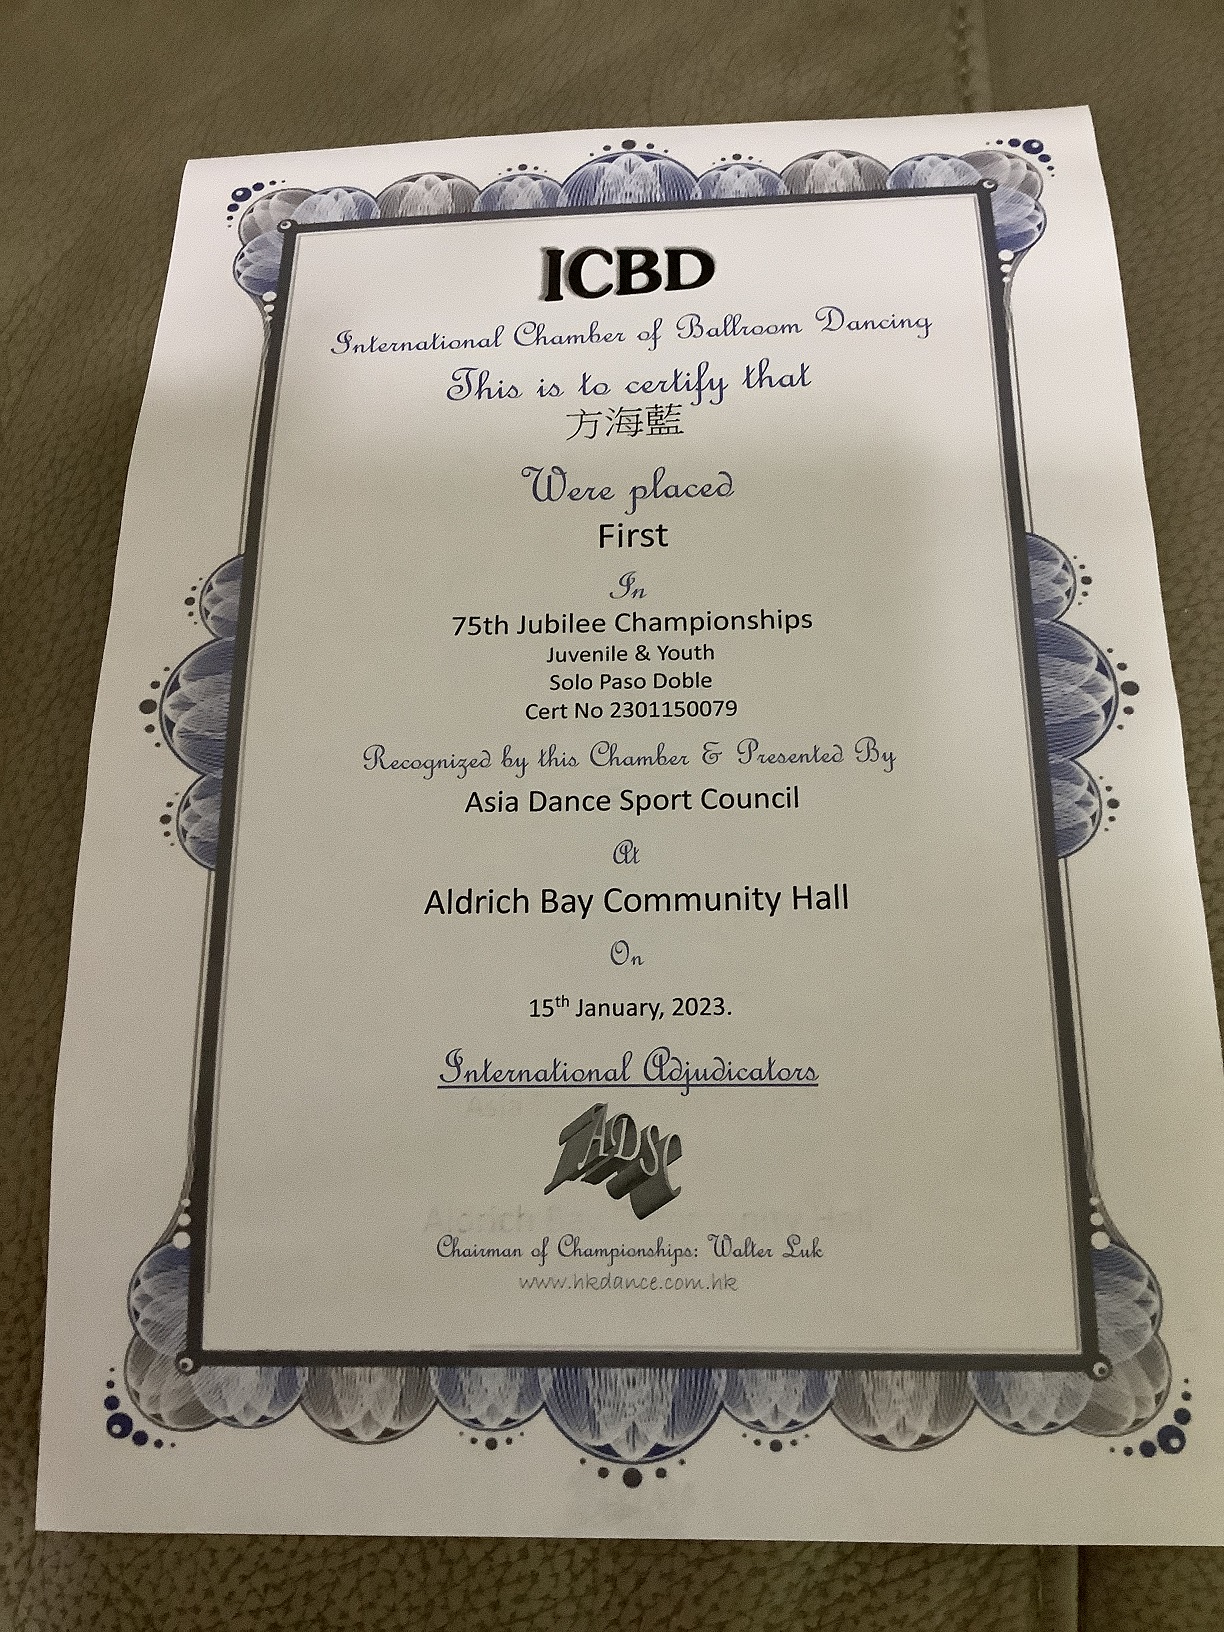 ICBD
International Chamber of Ballroom Dancing
This is to certify that
方海藍
Were placed
First
In
75th Jubilee Championships
Juvenile & Youth
Solo Paso Doble
Cert No 2301150079
Recognized by this Chamber & Presented By
Asia Dance Sport Council
At
Aldrich Bay Community Hall
On
15th January, 2023.
International Adjudicators
ADSC
Chairman of Championships: Walter Luk
www.hkdance.com.hk